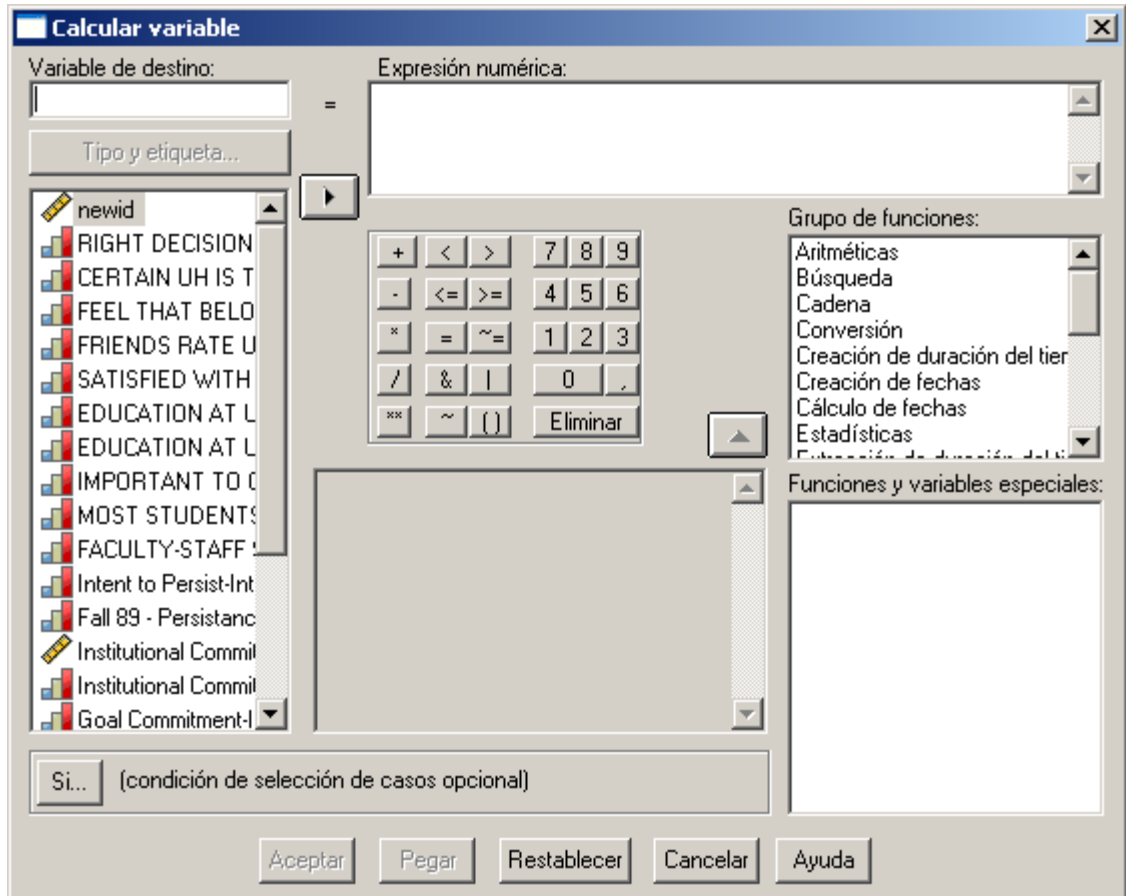 Calcular variable
Variable de destino:
Expresión numérica:
=
Tipo y etiqueta...
newid
RIGHT DECISION
CERTAIN UH IS T
FEEL THAT BELO
FRIENDS RATE U
SATISFIED WITH
EDUCATION AT U
EDUCATION AT U
IMPORTANT TO
MOST STUDENTS
FACULTY-STAFF
Intent to Persist-Int
Fall 89 - Persistanc
Institutional Commit
Institutional Commit
Goal Commitment-I
+ < > 7 8 9
- <= >= 4 5 6
* = ~= 1 2 3
/ & | 0 ,
** ~ ( ) Eliminar
Grupo de funciones:
Aritméticas
Búsqueda
Cadena
Conversión
Creación de duración del tier
Creación de fechas
Cálculo de fechas
Estadísticas
Funciones y variables especiales:
Si... (condición de selección de casos opcional)
Aceptar Pegar Restablecer Cancelar Ayuda